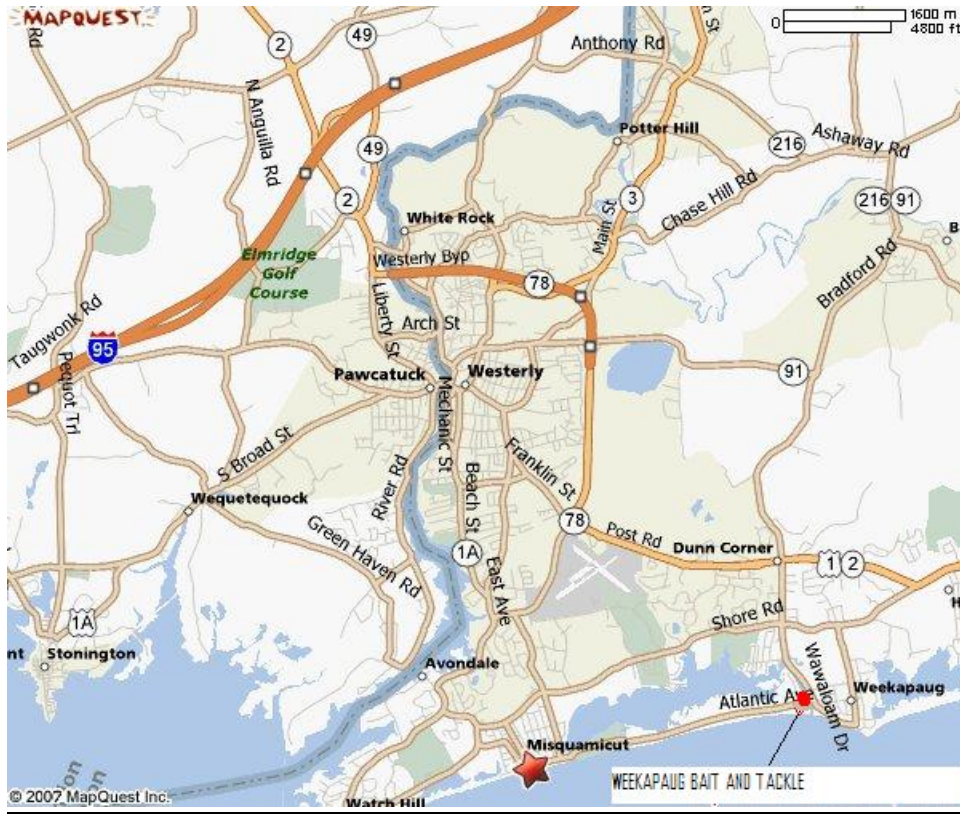 MAPQUEST
Rd
2
49
n St
0
1600 m
4800 ft
Anthony Rd
N Anguilla Rd
49
Potter Hill
216
Ashaway Rd
2
3
Chase Hill Rd
216
91
White Rock
Main St
B
Elmridge
Golf
Course
Westerly Byp
78
Bradford Rd
Taugwonk Rd
Liberty St
Arch St
95
Pequot Trl
Pawcatuck
Westerly
91
Mechanic St
S Broad St
Franklin St
River Rd
Beach St
Wequetequock
78
Post Rd
Green Haven Rd
Dunn Corner
1
2
1A
East Ave
H
1A
Shore Rd
nt
Stonington
Avondale
Wawaloam Dr
Atlantic A
Weekapaug
Misquamicut
WEEKAPAUG BAIT AND TACKLE
© 2007 MapQuest Inc.
Watch Hill